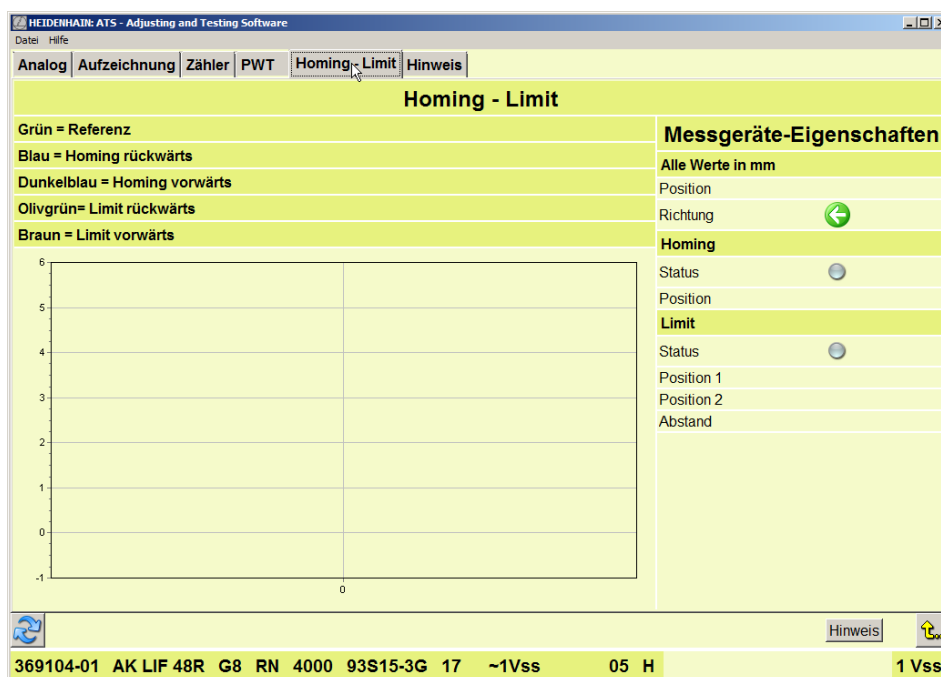 HEIDENHAIN: ATS - Adjusting and Testing Software
Datei Hilfe
Analog Aufzeichnung Zähler PWT Homing - Limit Hinweis
Homing - Limit
Grün = Referenz
Blau = Homing rückwärts
Dunkelblau = Homing vorwärts
Olivgrün= Limit rückwärts
Braun = Limit vorwärts
6
5
4
3
2
1
0
-1
0
Messgeräte-Eigenschaften
Alle Werte in mm
Position
Richtung
Homing
Status
Position
Limit
Status
Position 1
Position 2
Abstand
Hinweis
369104-01 AK LIF 48R G8 RN 4000 93S15-3G 17 ~1Vss 05 H 1 Vss